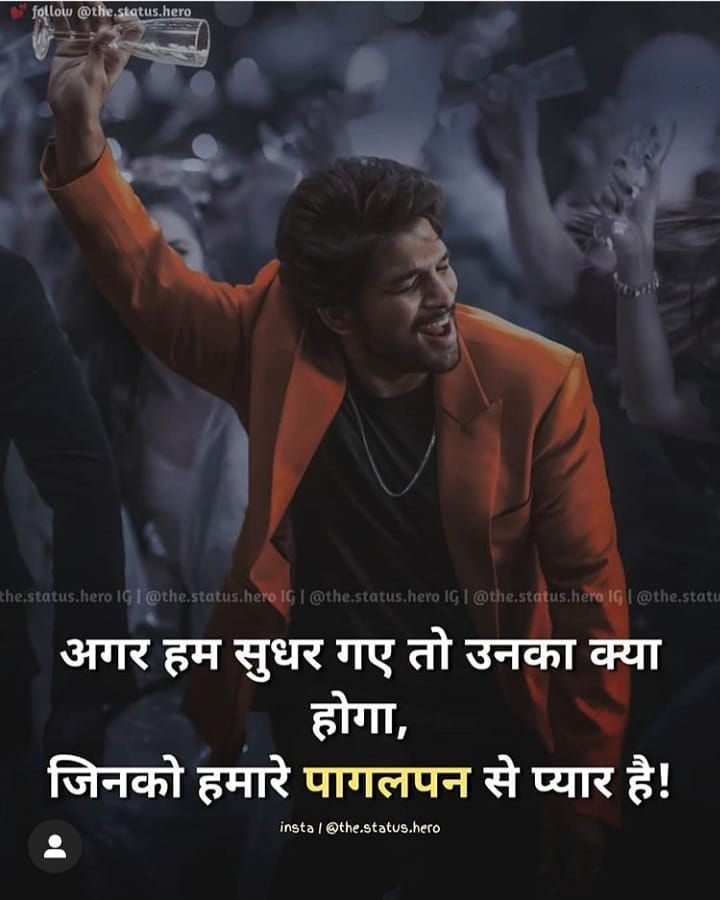 follow @the.status.hero
the.status.hero IG | @the.status.hero IG | @the.status.hero IG | @the.status.hero IG | @the.statu
अगर हम सुधर गए तो उनका क्या
होगा,
जिनको हमारे पागलपन से प्यार है!
insta | @the.status.hero